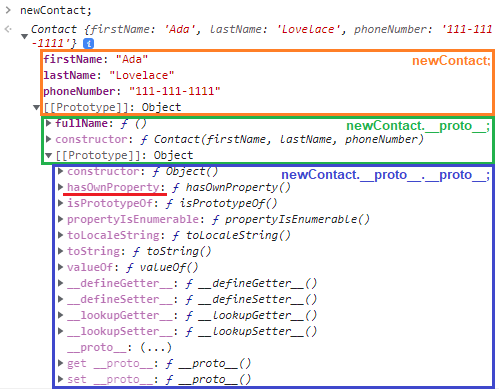 > newContact;
Contact {firstName: 'Ada', lastName: 'Lovelace', phoneNumber: '111-111
-1111'} i
firstName: "Ada" newContact;
lastName: "Lovelace"
phoneNumber: "111-111-1111"
[[Prototype]]: Object
fullName: ƒ () newContact.__proto__;
constructor: ƒ Contact(firstName, lastName, phoneNumber)
[[Prototype]]: Object
constructor: ƒ Object() newContact.__proto__.__proto__;
hasOwnProperty: ƒ hasOwnProperty()
isPrototypeOf: ƒ isPrototypeOf()
propertyIsEnumerable: ƒ propertyIsEnumerable()
toLocaleString: ƒ toLocaleString()
toString: ƒ toString()
valueOf: ƒ valueOf()
__defineGetter__: ƒ __defineGetter__()
__defineSetter__: ƒ __defineSetter__()
__lookupGetter__: ƒ __lookupGetter__()
__lookupSetter__: ƒ __lookupSetter__()
__proto__: (...)
get __proto__: ƒ __proto__()
set __proto__: ƒ __proto__()